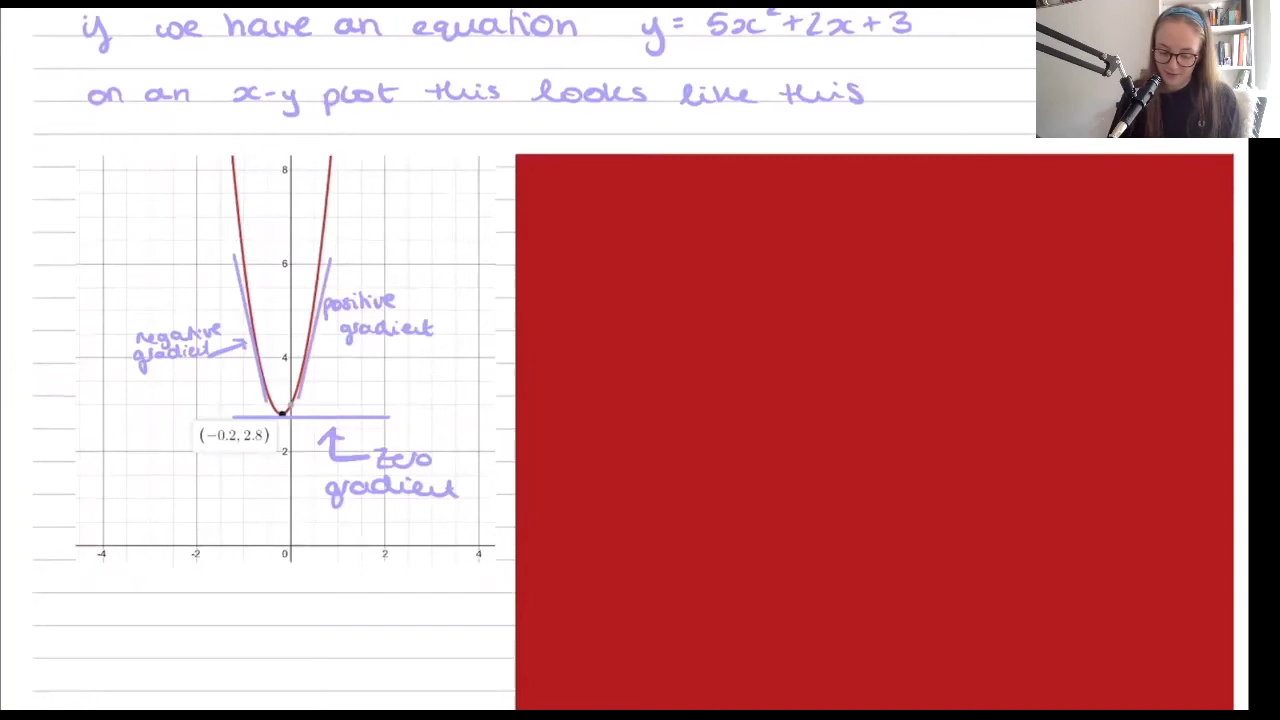 if we have an equation y = 5x²+2x+3
on an x-y plot this looks like this
8
6
positive
gradient
negative
gradient
4
(−0.2, 2.8)
2
zero
gradient
-4 -2 0 2 4